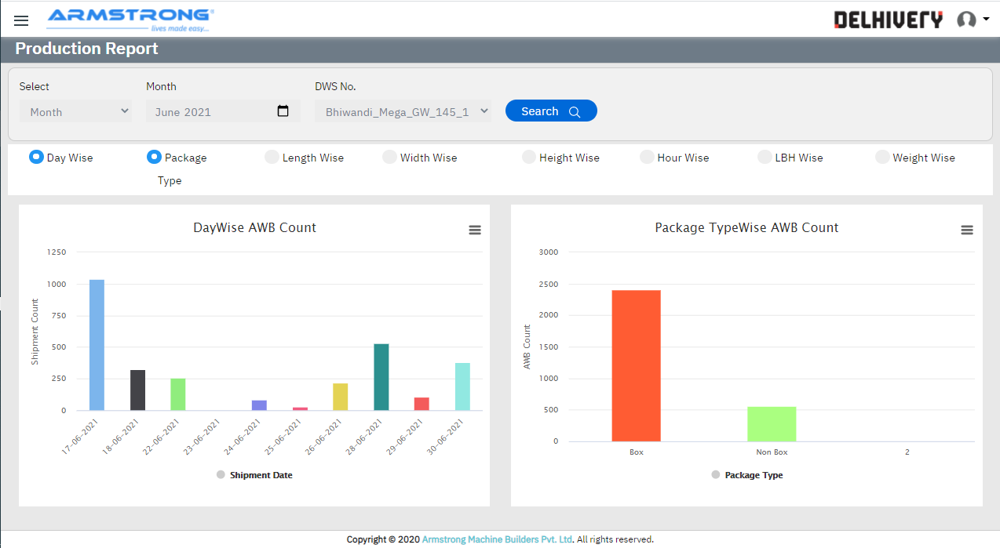 ARMSTRONG
lives made easy...
DELHIVERY
Production Report
Select
Month
DWS No.
Month
June 2021
Bhiwandi_Mega_GW_145_1
Search
Day Wise
Package
Type
Length Wise
Width Wise
Height Wise
Hour Wise
LBH Wise
Weight Wise
DayWise AWB Count
Shipment Count
1250
1000
750
500
250
0
17-06-2021
18-06-2021
22-06-2021
23-06-2021
24-06-2021
25-06-2021
26-06-2021
28-06-2021
29-06-2021
30-06-2021
Shipment Date
Package TypeWise AWB Count
AWB Count
3000
2500
2000
1500
1000
500
0
Box
Non Box
2
Package Type
Copyright © 2020 Armstrong Machine Builders Pvt. Ltd. All rights reserved.